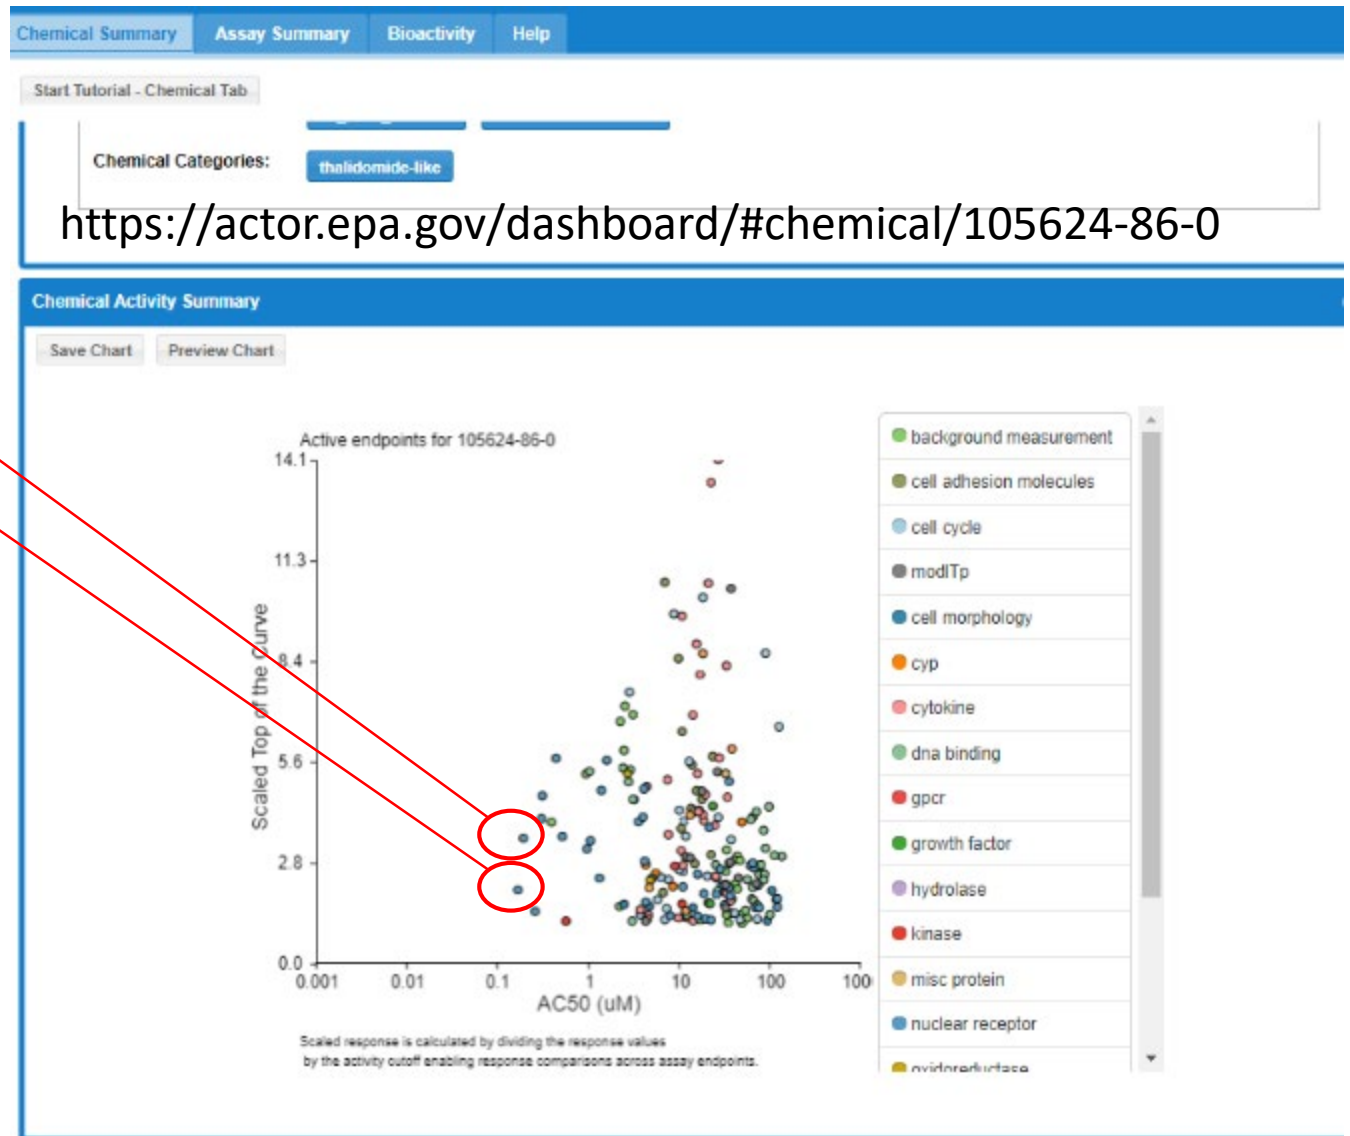 Chemical Summary Assay Summary Bioactivity Help
Start Tutorial - Chemical Tab
Chemical Categories: thalidomide-like
https://actor.epa.gov/dashboard/#chemical/105624-86-0
Chemical Activity Summary
Save Chart Preview Chart
Active endpoints for 105624-86-0
14.1
11.3
8.4
5.6
2.8
0.0
Scaled Top of the Curve
0.001 0.01 0.1 1 10 100 100
AC50 (uM)
Scaled response is calculated by dividing the response values
by the activity cutoff enabling response comparisons across assay endpoints.
background measurement
cell adhesion molecules
cell cycle
modITp
cell morphology
cyp
cytokine
dna binding
gpcr
growth factor
hydrolase
kinase
misc protein
nuclear receptor
oxidoreductase